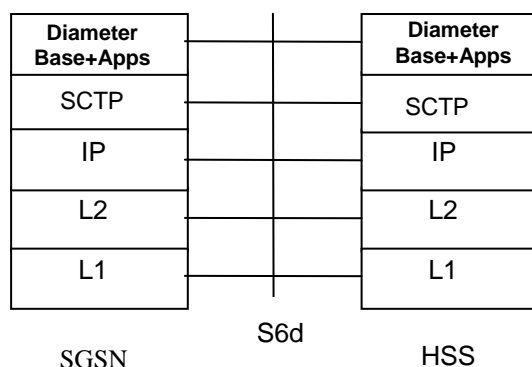 Diameter
Base+Apps
SCTP
IP
L2
L1
SGSN
S6d
Diameter
Base+Apps
SCTP
IP
L2
L1
HSS